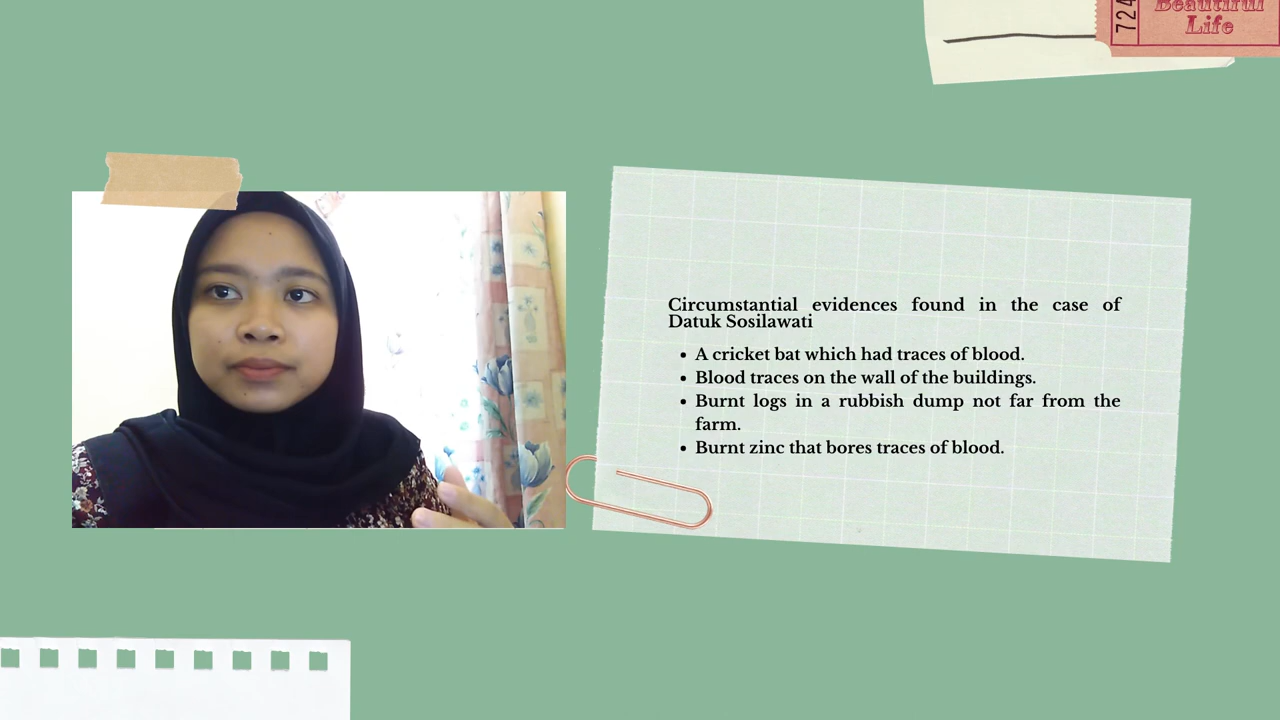 724
Beautiful
Life
Circumstantial evidences found in the case of
Datuk Sosilawati
• A cricket bat which had traces of blood.
• Blood traces on the wall of the buildings.
• Burnt logs in a rubbish dump not far from the
farm.
• Burnt zinc that bores traces of blood.